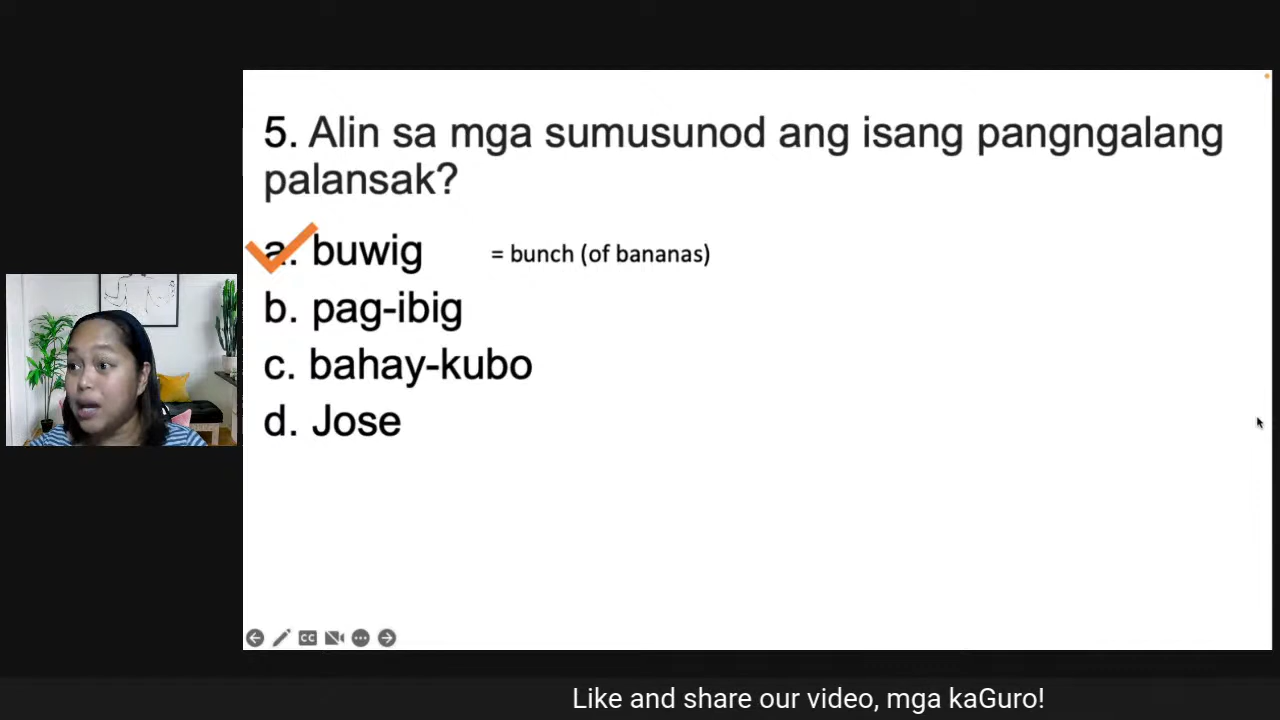 5. Alin sa mga sumusunod ang isang pangngalang
palansak?
a. buwig = bunch (of bananas)
b. pag-ibig
c. bahay-kubo
d. Jose
CC
Like and share our video, mga kaGuro!